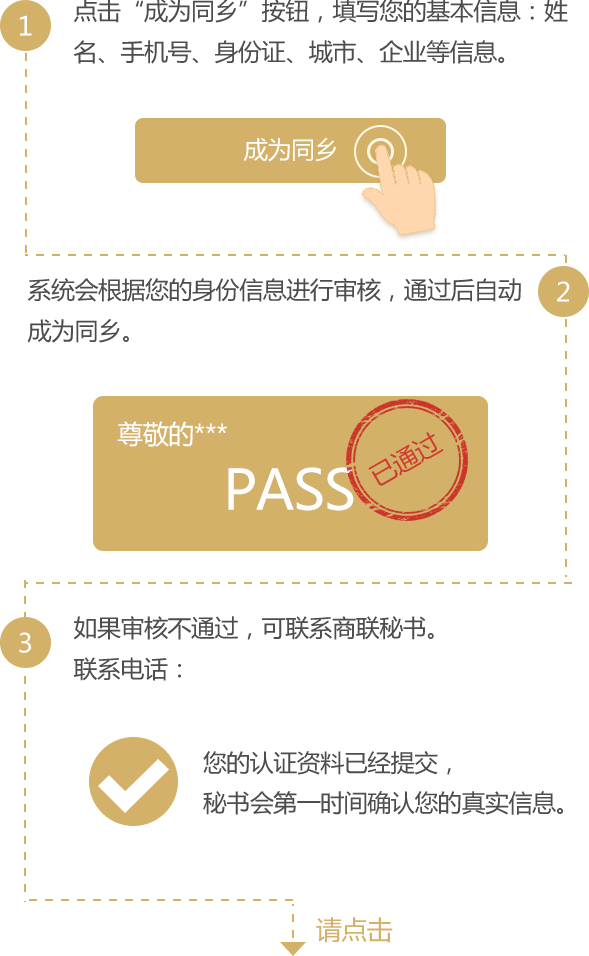 1
点击“成为同乡”按钮，填写您的基本信息：姓
名、手机号、身份证、城市、企业等信息。
成为同乡
系统会根据您的身份信息进行审核，通过后自动
2
成为同乡。
尊敬的***
已通过
PASS
3
如果审核不通过，可联系商联秘书。
联系电话：
您的认证资料已经提交，
秘书会第一时间确认您的真实信息。
请点击